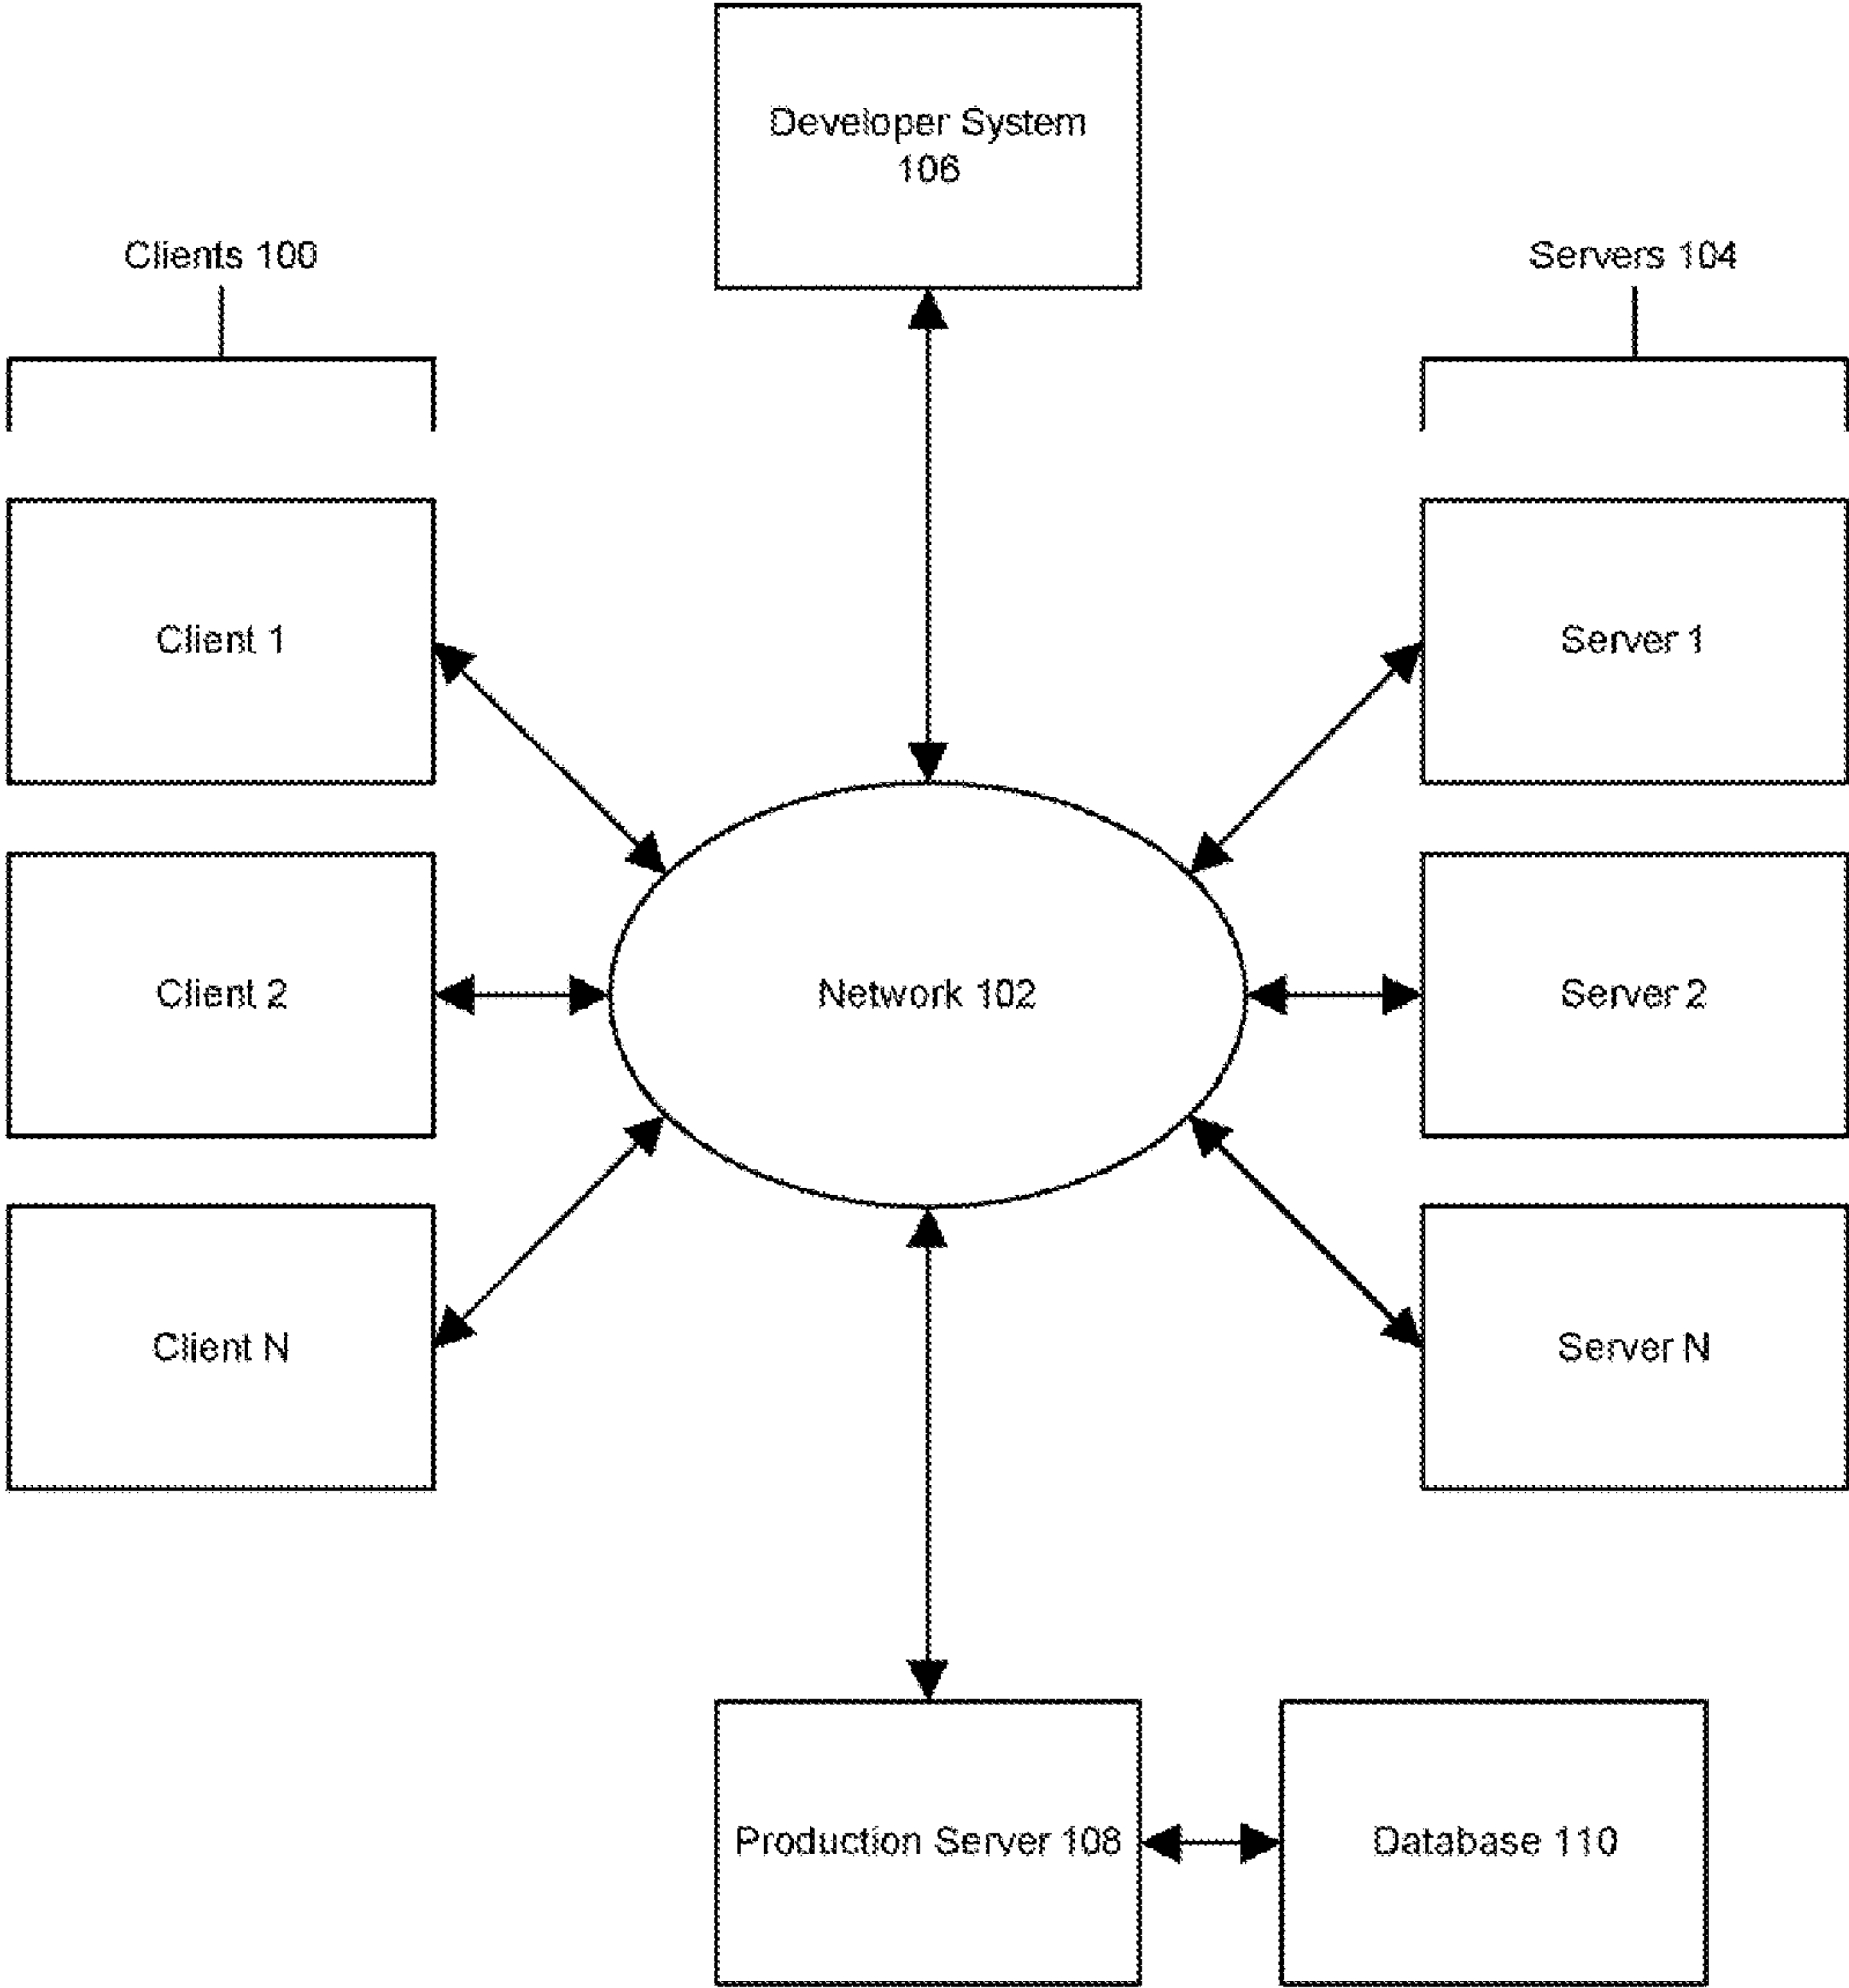 Developer System
106
Clients 100
Servers 104
Client 1
Server 1
Client 2
Network 102
Server 2
Client N
Server N
Production Server 108
Database 110